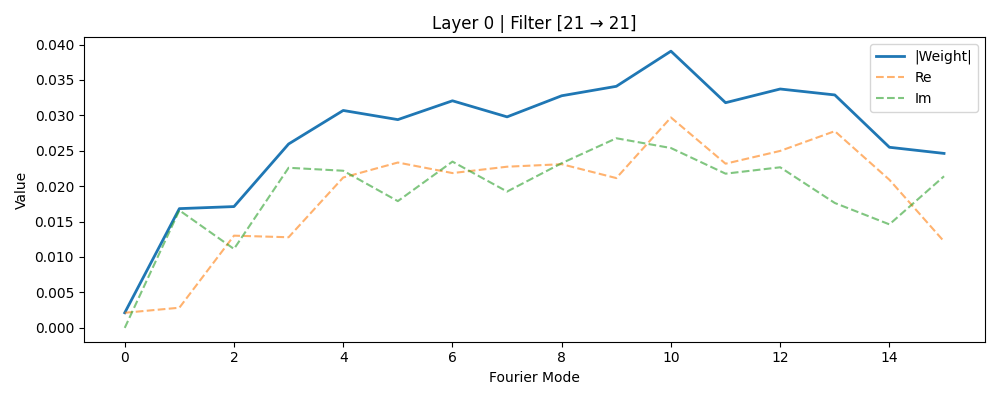 Layer 0 | Filter [21 → 21]
|Weight|
Re
Im
Value
0.040
0.035
0.030
0.025
0.020
0.015
0.010
0.005
0.000
0 2 4 6 8 10 12 14
Fourier Mode